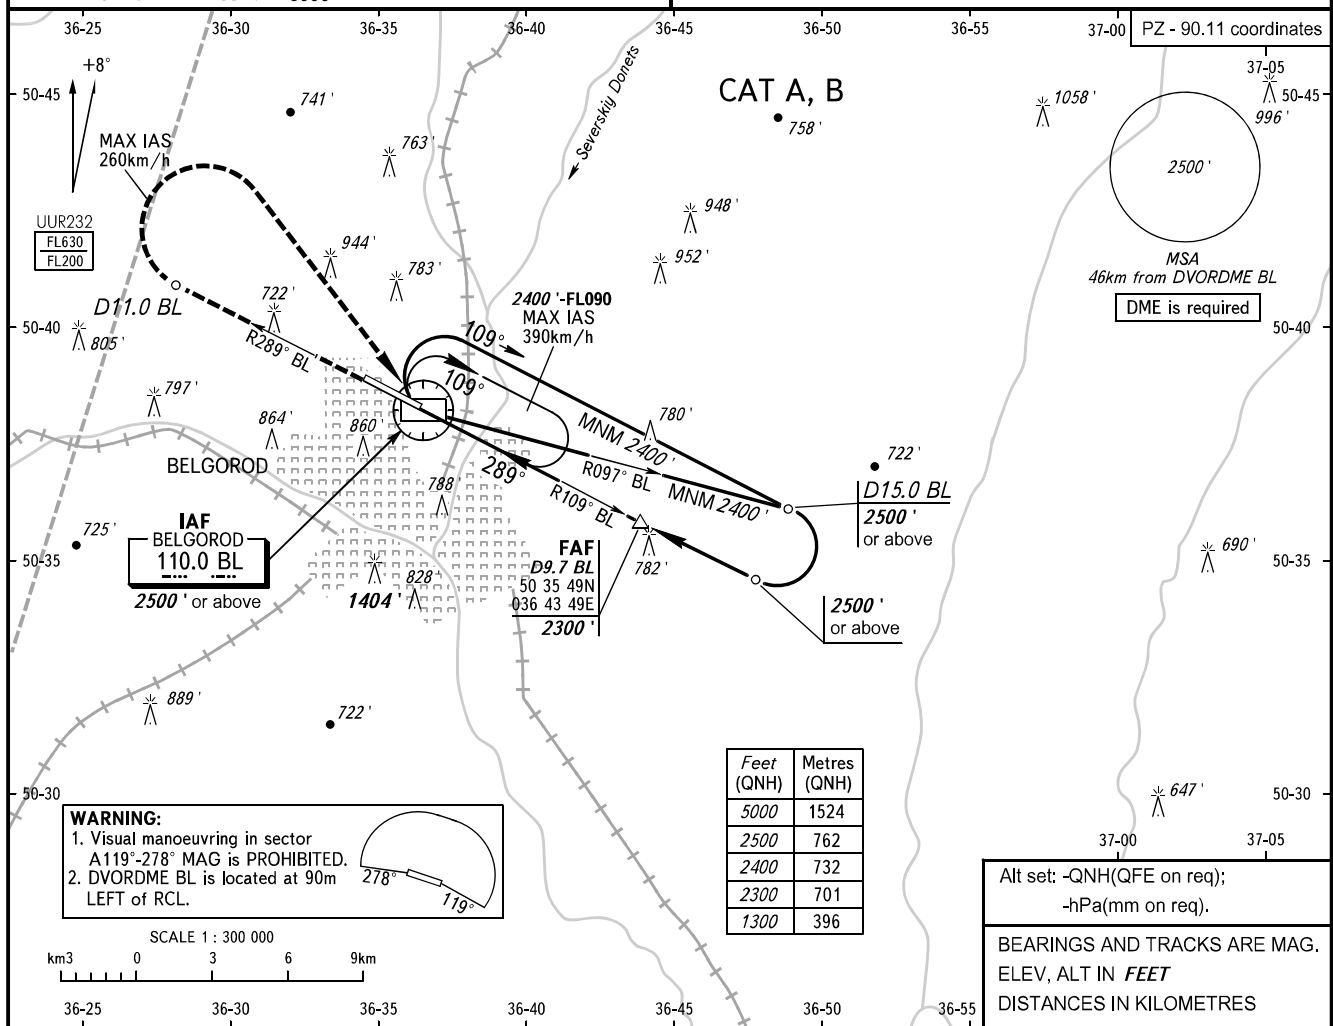 36-25 36-30 36-35 36-40 36-45 36-50 36-55 37-00
PZ - 90.11 coordinates
37-05
+8°
50-45
50-45
MAX IAS
260km/h
741 '
763 '
Severskiy Donets
CAT A, B
758 '
1058 '
996 '
2500 '
MSA
46km from DVORDME BL
DME is required
UUR232
FL630
FL200
944 '
783 '
948 '
952 '
D11.0 BL
722 '
R289° BL
2400 '-FL090
MAX IAS
390km/h
50-40
50-40
805 '
109°
109°
797 '
864 '
860 '
780 '
MNM 2400 '
BELGOROD
788 '
289°
R097° BL
MNM 2400 '
R109° BL
722 '
D15.0 BL
2500 '
or above
725 '
IAF
BELGOROD
110.0 BL
2500 ' or above
50-35
50-35
1404 '
828 '
FAF
D9.7 BL
50 35 49N
036 43 49E
2300 '
782 '
2500 '
or above
690 '
889 '
722 '
50-30
50-30
647 '
37-00 37-05
WARNING:
1. Visual manoeuvring in sector
A119°-278° MAG is PROHIBITED.
2. DVORDME BL is located at 90m
LEFT of RCL.
278°
119°
Feet (QNH) Metres (QNH)
5000 1524
2500 762
2400 732
2300 701
1300 396
SCALE 1 : 300 000
km3 0 3 6 9km
Alt set: -QNH(QFE on req);
-hPa(mm on req).
BEARINGS AND TRACKS ARE MAG.
ELEV, ALT IN FEET
DISTANCES IN KILOMETRES
36-25 36-30 36-35 36-40 36-45 36-50 36-55